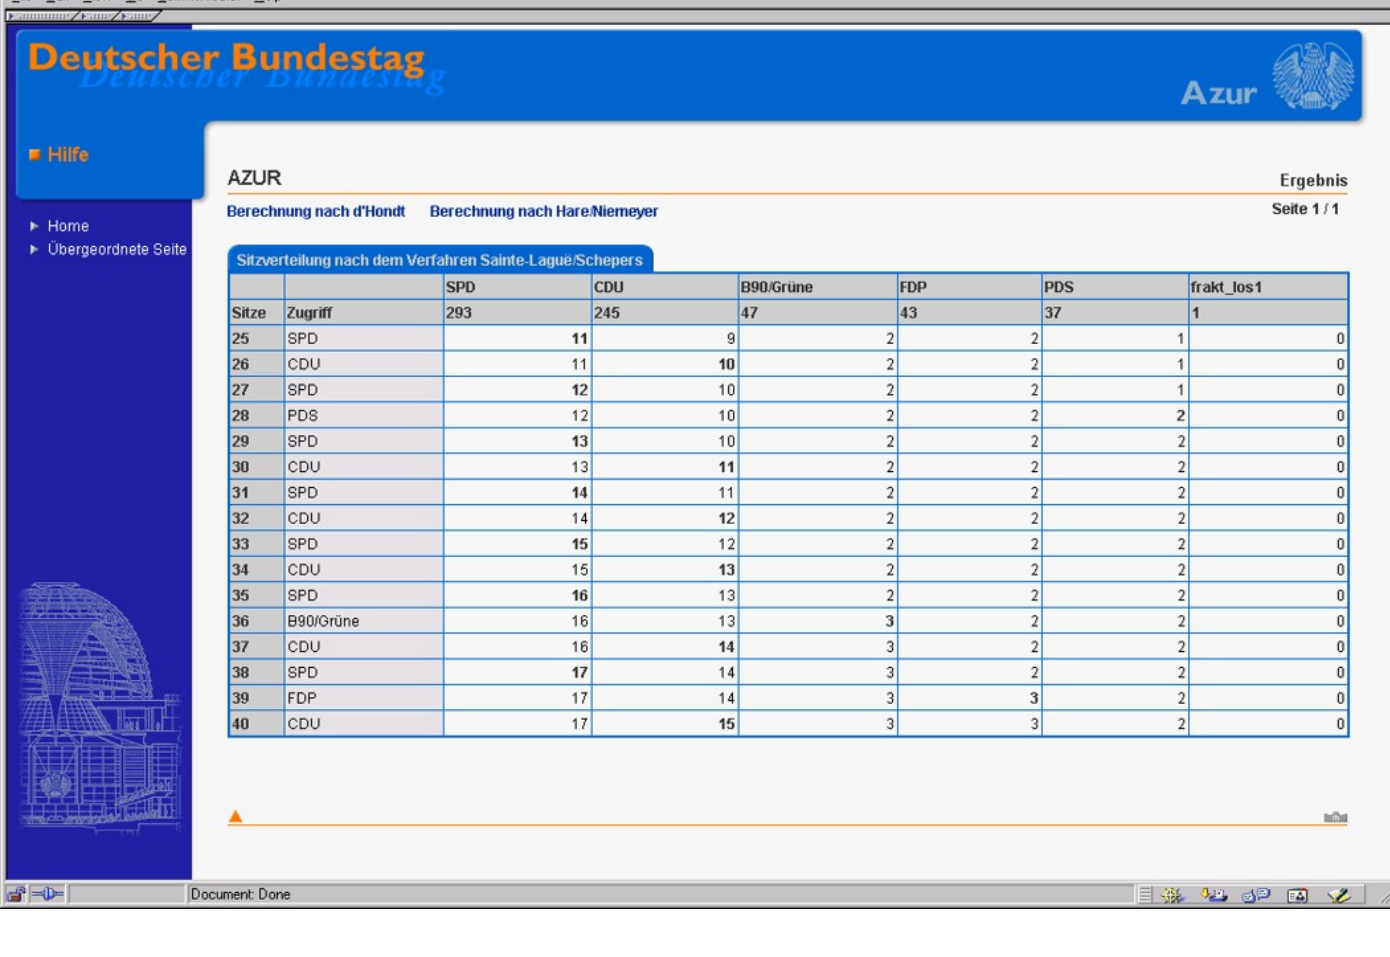 Deutscher Bundestag
Deutscher Bundestag
Azur
Hilfe
Home
Übergeordnete Seite
AZUR
Ergebnis
Berechnung nach d'Hondt Berechnung nach Hare/Niemeyer
Seite 1 / 1
Sitzverteilung nach dem Verfahren Sainte-Laguë/Schepers
SPD CDU B90/Grüne FDP PDS frakt_los1
Sitze Zugriff 293 245 47 43 37 1
25 SPD 11 9 2 2 1 0
26 CDU 11 10 2 2 1 0
27 SPD 12 10 2 2 1 0
28 PDS 12 10 2 2 2 0
29 SPD 13 10 2 2 2 0
30 CDU 13 11 2 2 2 0
31 SPD 14 11 2 2 2 0
32 CDU 14 12 2 2 2 0
33 SPD 15 12 2 2 2 0
34 CDU 15 13 2 2 2 0
35 SPD 16 13 2 2 2 0
36 B90/Grüne 16 13 3 2 2 0
37 CDU 16 14 3 2 2 0
38 SPD 17 14 3 2 2 0
39 FDP 17 14 3 3 2 0
40 CDU 17 15 3 3 2 0
Document: Done